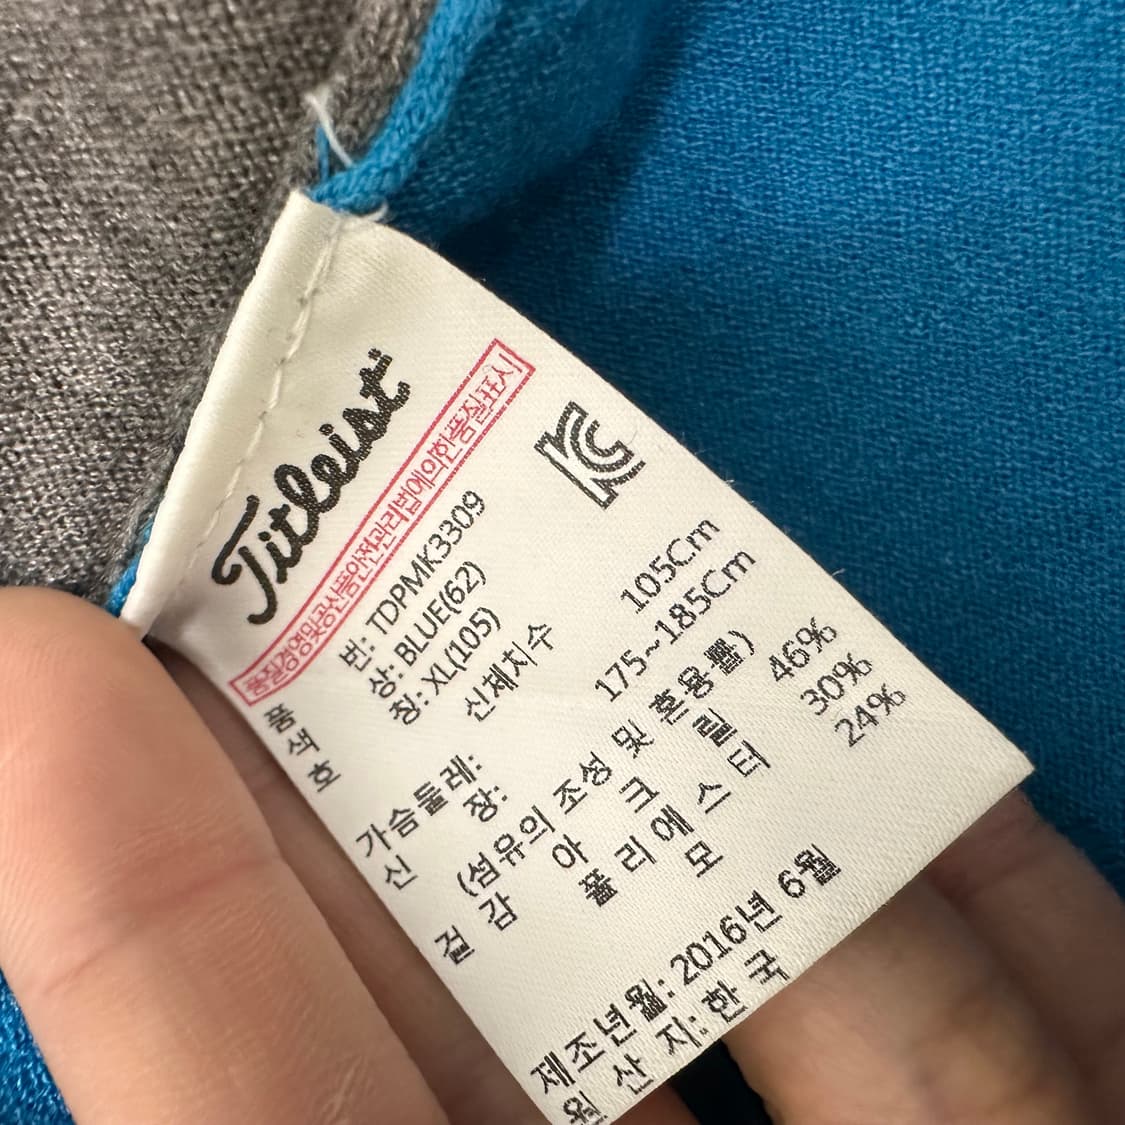 Titleist
품질경영및공산품안전관리법에의한품질표시
품 번: TDPMK3309
색 상: BLUE(62)
호 칭: XL(105)
신체치수
가슴둘레: 105Cm
신 장: 175~185Cm
(섬유의 조성 및 혼용률)
겉감 아크릴 46%
폴리에스터 30%
모 24%
제조년월: 2016년 6월
원 산 지: 한국